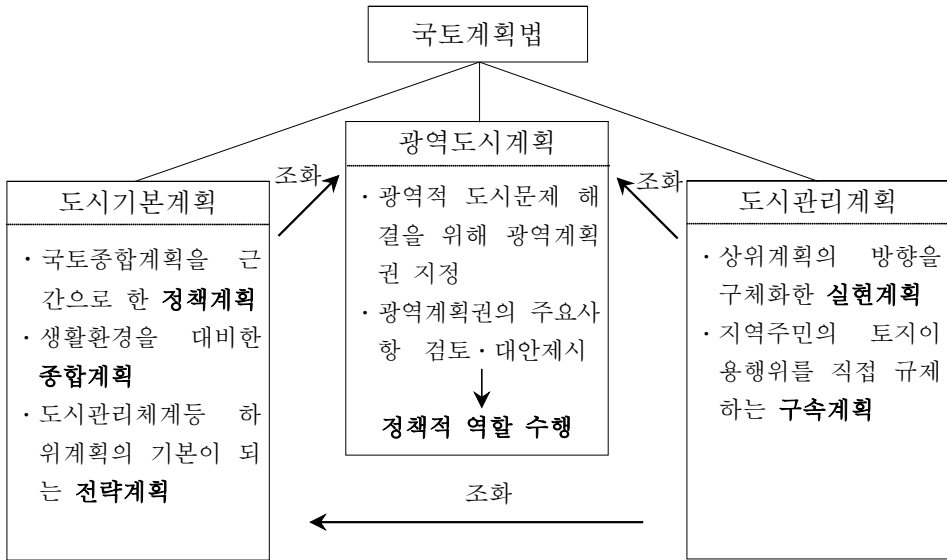 국토계획법
광역도시계획
· 광역적 도시문제 해
결을 위해 광역계획
권 지정
· 광역계획권의 주요사
항 검토·대안제시
정책적 역할 수행
조화
도시기본계획
· 국토종합계획을 근
간으로 한 정책계획
· 생활환경을 대비한
종합계획
· 도시관리체계등 하
위계획의 기본이 되
는 전략계획
조화
도시관리계획
· 상위계획의 방향을
구체화한 실현계획
· 지역주민의 토지이
용행위를 직접 규제
하는 구속계획
조화